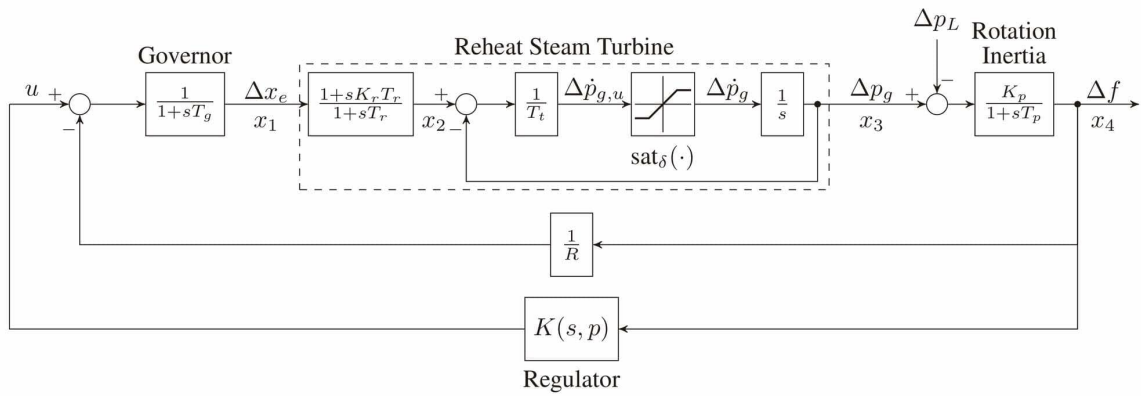 Governor
Reheat Steam Turbine
Δp_L
Rotation
Inertia
u
+
−
1/(1+sT_g)
Δx_e
x_1
(1+sK_rT_r)/(1+sT_r)
+
x_2
−
1/T_t
Δṗ_{g,u}
sat_δ(·)
Δṗ_g
1/s
Δp_g
x_3
+
−
K_p/(1+sT_p)
Δf
x_4
1/R
K(s, p)
Regulator